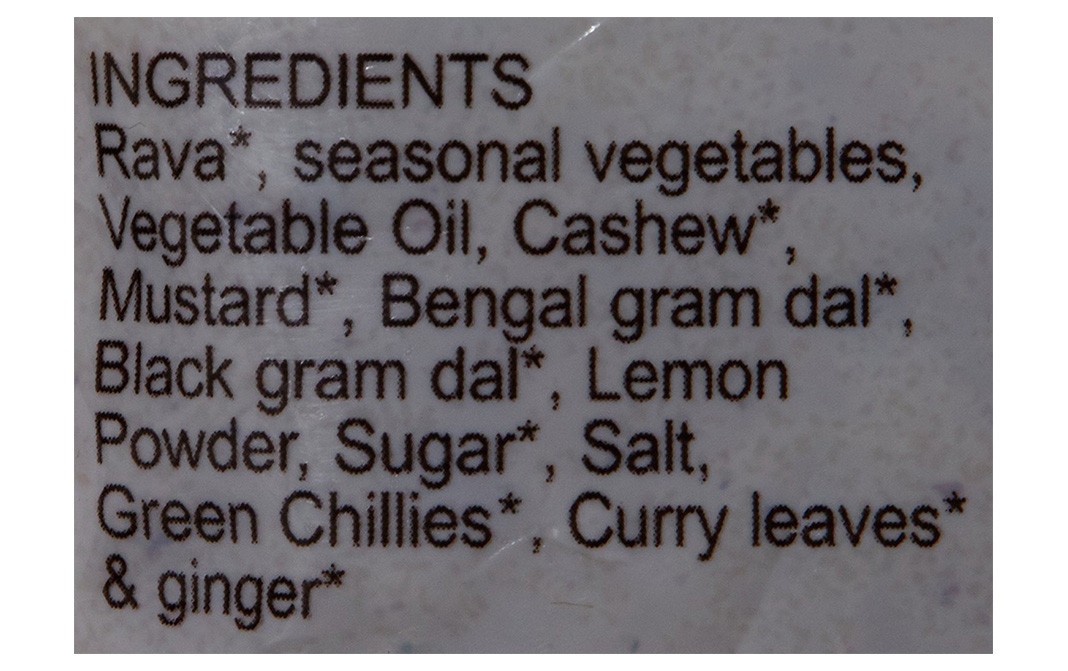 INGREDIENTS
Rava*, seasonal vegetables,
Vegetable Oil, Cashew*,
Mustard*, Bengal gram dal*,
Black gram dal*, Lemon
Powder, Sugar*, Salt,
Green Chillies*, Curry leaves*
& ginger*